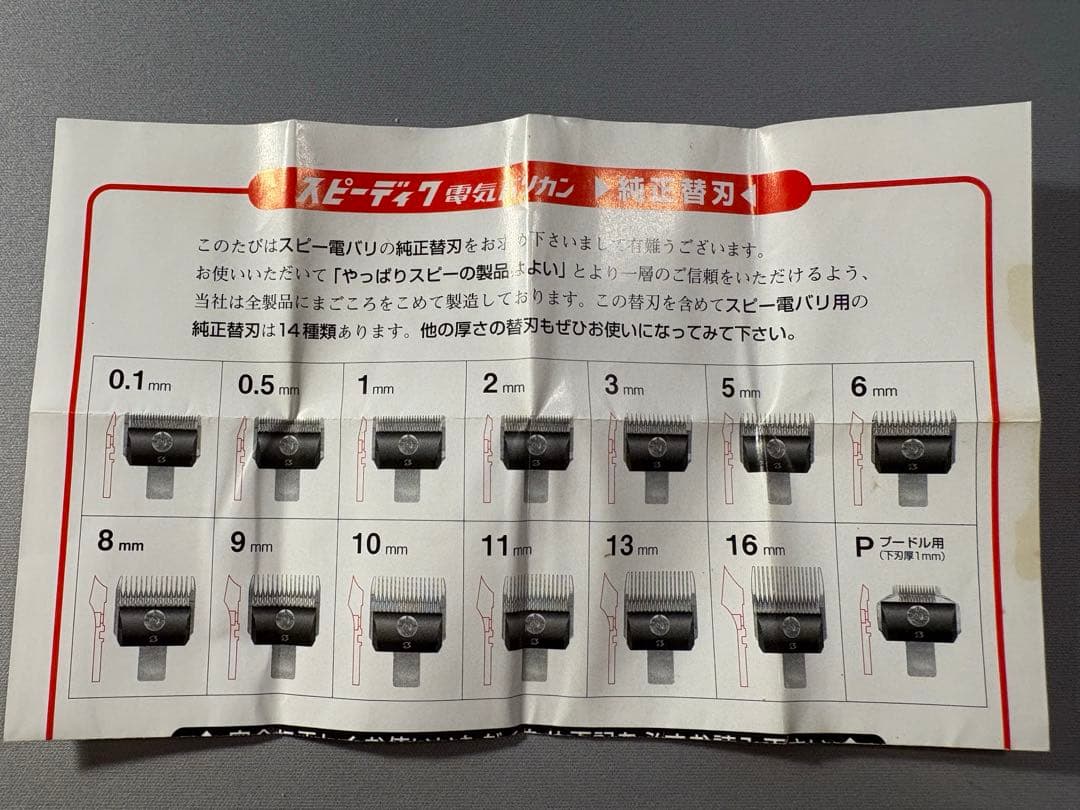 スピーディク 電気バリカン ▶純正替刃◀
このたびはスピー電バリの純正替刃をお求め下さいまして有難うございます。
お使いいただいて「やっぱりスピーの製品はよい」とより一層のご信頼をいただけるよう、
当社は全製品にまごころをこめて製造しております。この替刃を含めてスピー電バリ用の
純正替刃は14種類あります。他の厚さの替刃もぜひお使いになってみて下さい。
0.1mm 0.5mm 1mm 2mm 3mm 5mm 6mm
8mm 9mm 10mm 11mm 13mm 16mm P プードル用
(下刃厚1mm)